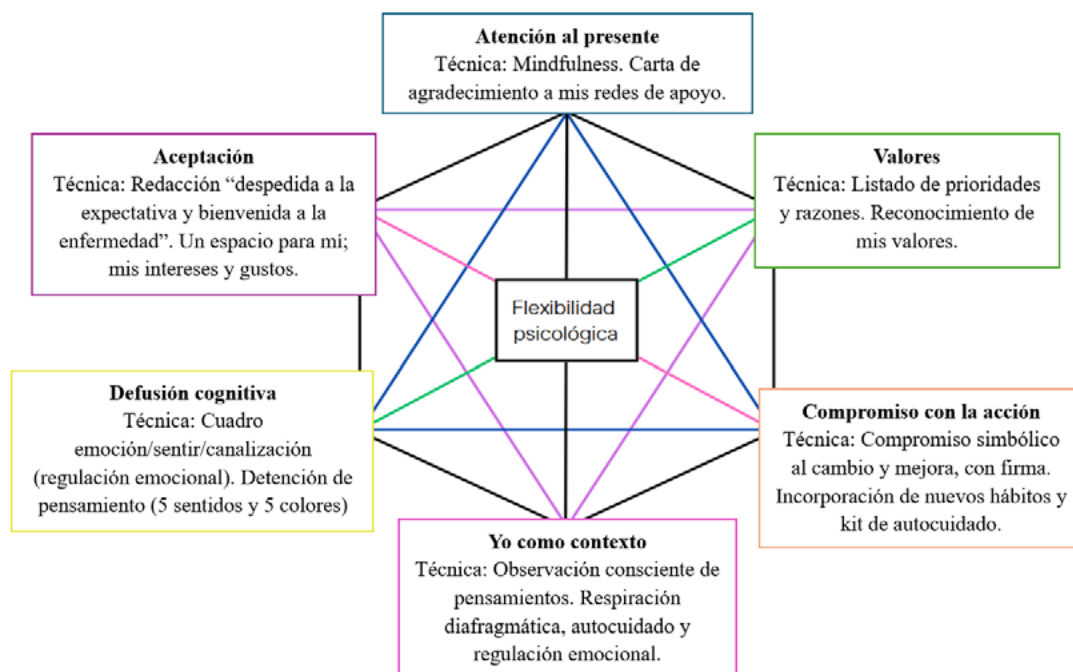 Atención al presente
Técnica: Mindfulness. Carta de
agradecimiento a mis redes de apoyo.
Aceptación
Técnica: Redacción “despedida a la
expectativa y bienvenida a la
enfermedad”. Un espacio para mí;
mis intereses y gustos.
Valores
Técnica: Listado de prioridades
y razones. Reconocimiento de
mis valores.
Flexibilidad
psicológica
Defusión cognitiva
Técnica: Cuadro
emoción/sentir/canalización
(regulación emocional). Detención de
pensamiento (5 sentidos y 5 colores)
Compromiso con la acción
Técnica: Compromiso simbólico
al cambio y mejora, con firma.
Incorporación de nuevos hábitos y
kit de autocuidado.
Yo como contexto
Técnica: Observación consciente de
pensamientos. Respiración
diafragmática, autocuidado y
regulación emocional.